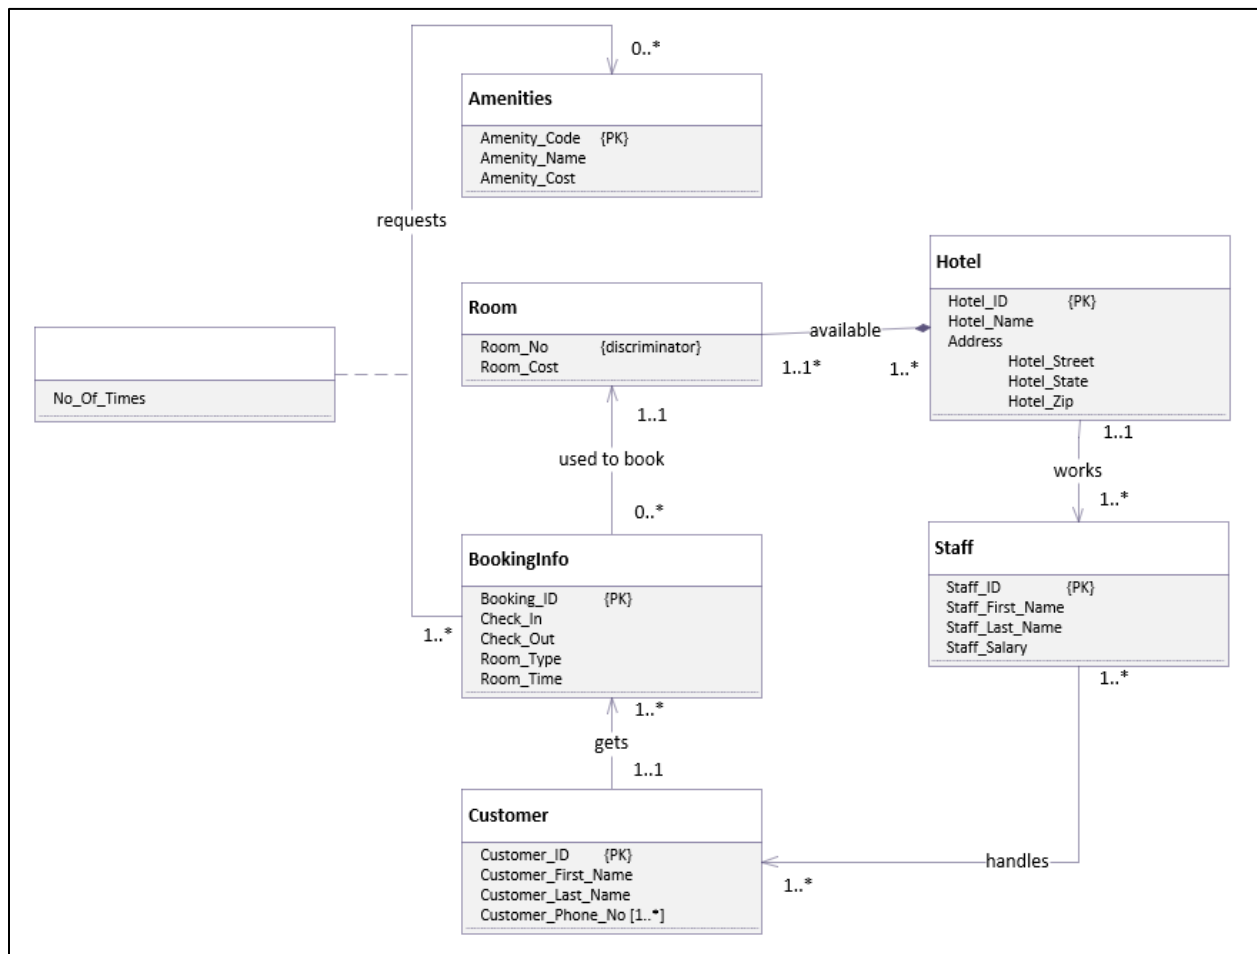 0..*
Amenities
Amenity_Code {PK}
Amenity_Name
Amenity_Cost
requests
Hotel
Hotel_ID {PK}
Hotel_Name
Address
Hotel_Street
Hotel_State
Hotel_Zip
Room
Room_No {discriminator}
Room_Cost
available
1..1*
1..*
No_Of_Times
1..1
used to book
0..*
1..1
works
1..*
BookingInfo
Booking_ID {PK}
Check_In
Check_Out
Room_Type
Room_Time
1..*
Staff
Staff_ID {PK}
Staff_First_Name
Staff_Last_Name
Staff_Salary
1..*
1..*
gets
1..1
Customer
Customer_ID {PK}
Customer_First_Name
Customer_Last_Name
Customer_Phone_No [1..*]
handles
1..*